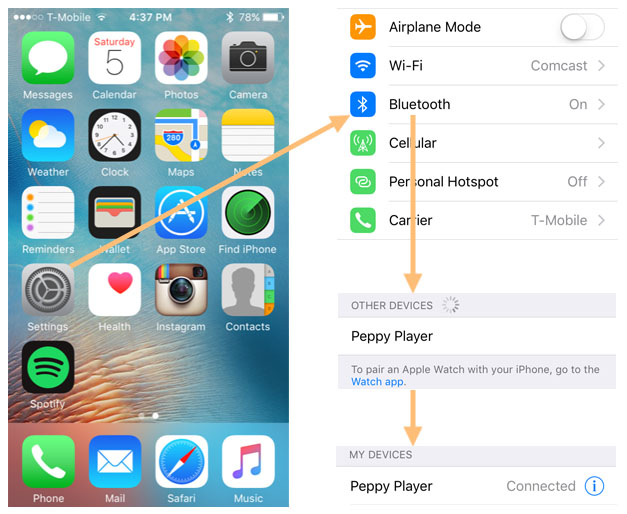 T-Mobile 4:37 PM 78%
Saturday
5
Messages Calendar Photos Camera
280
Weather Clock Maps Notes
Reminders Wallet App Store Find iPhone
Settings Health Instagram Contacts
Spotify
Phone Mail Safari Music
Airplane Mode
Wi-Fi Comcast
Bluetooth On
Cellular
Personal Hotspot Off
Carrier T-Mobile
OTHER DEVICES
Peppy Player
To pair an Apple Watch with your iPhone, go to the
Watch app.
MY DEVICES
Peppy Player Connected